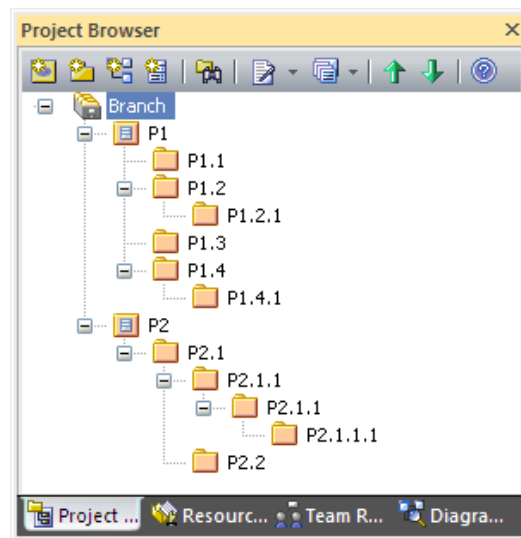 Project Browser
Branch
P1
P1.1
P1.2
P1.2.1
P1.3
P1.4
P1.4.1
P2
P2.1
P2.1.1
P2.1.1
P2.1.1.1
P2.2
Project ... Resourc... Team R... Diagra...